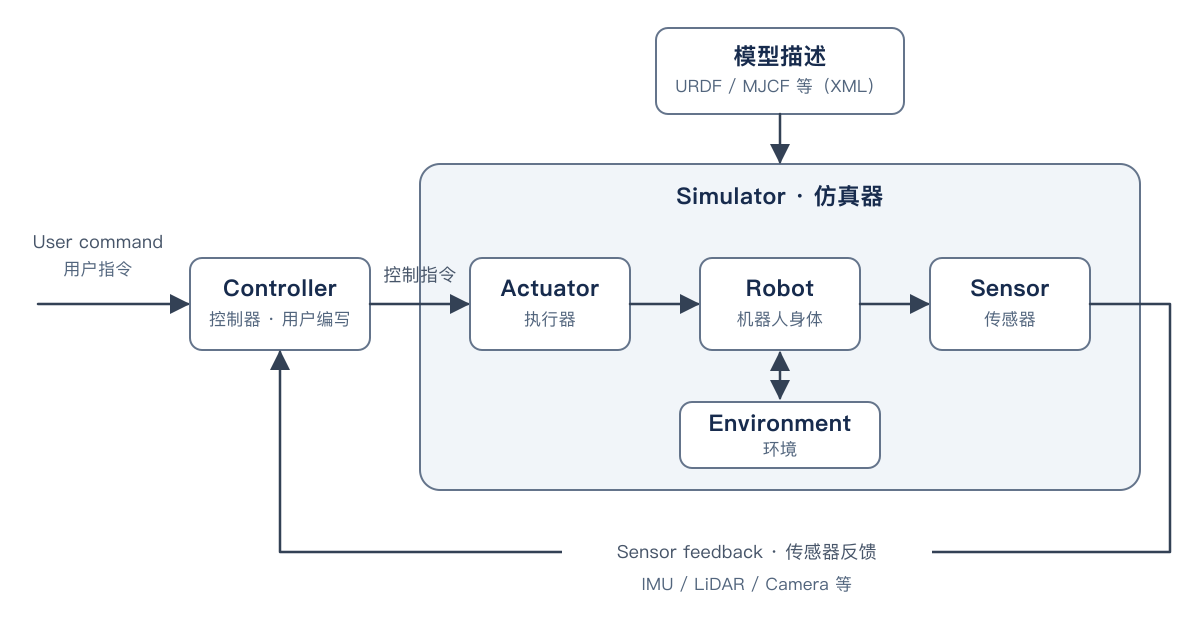 模型描述
URDF / MJCF 等（XML）
Simulator · 仿真器
User command
用户指令
Controller
控制器 · 用户编写
控制指令
Actuator
执行器
Robot
机器人身体
Sensor
传感器
Environment
环境
Sensor feedback · 传感器反馈
IMU / LiDAR / Camera 等